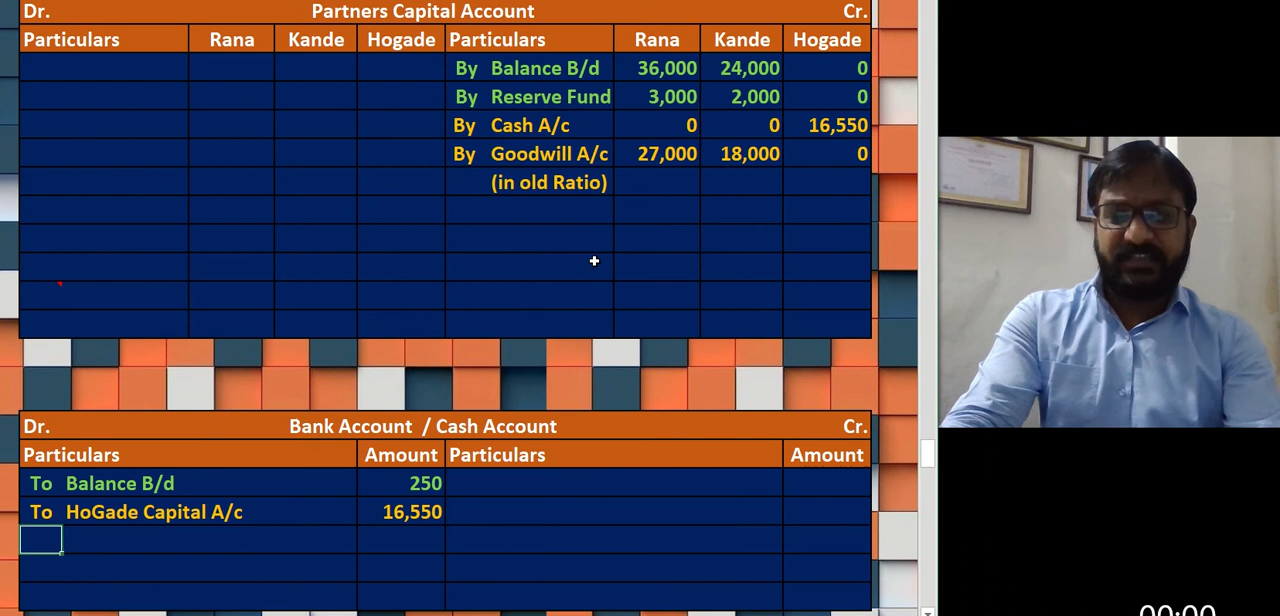 Dr. Partners Capital Account Cr.
Particulars Rana Kande Hogade Particulars Rana Kande Hogade
By Balance B/d 36,000 24,000 0
By Reserve Fund 3,000 2,000 0
By Cash A/c 0 0 16,550
By Goodwill A/c 27,000 18,000 0
(in old Ratio)
Dr. Bank Account / Cash Account Cr.
Particulars Amount Particulars Amount
To Balance B/d 250
To HoGade Capital A/c 16,550
00:00